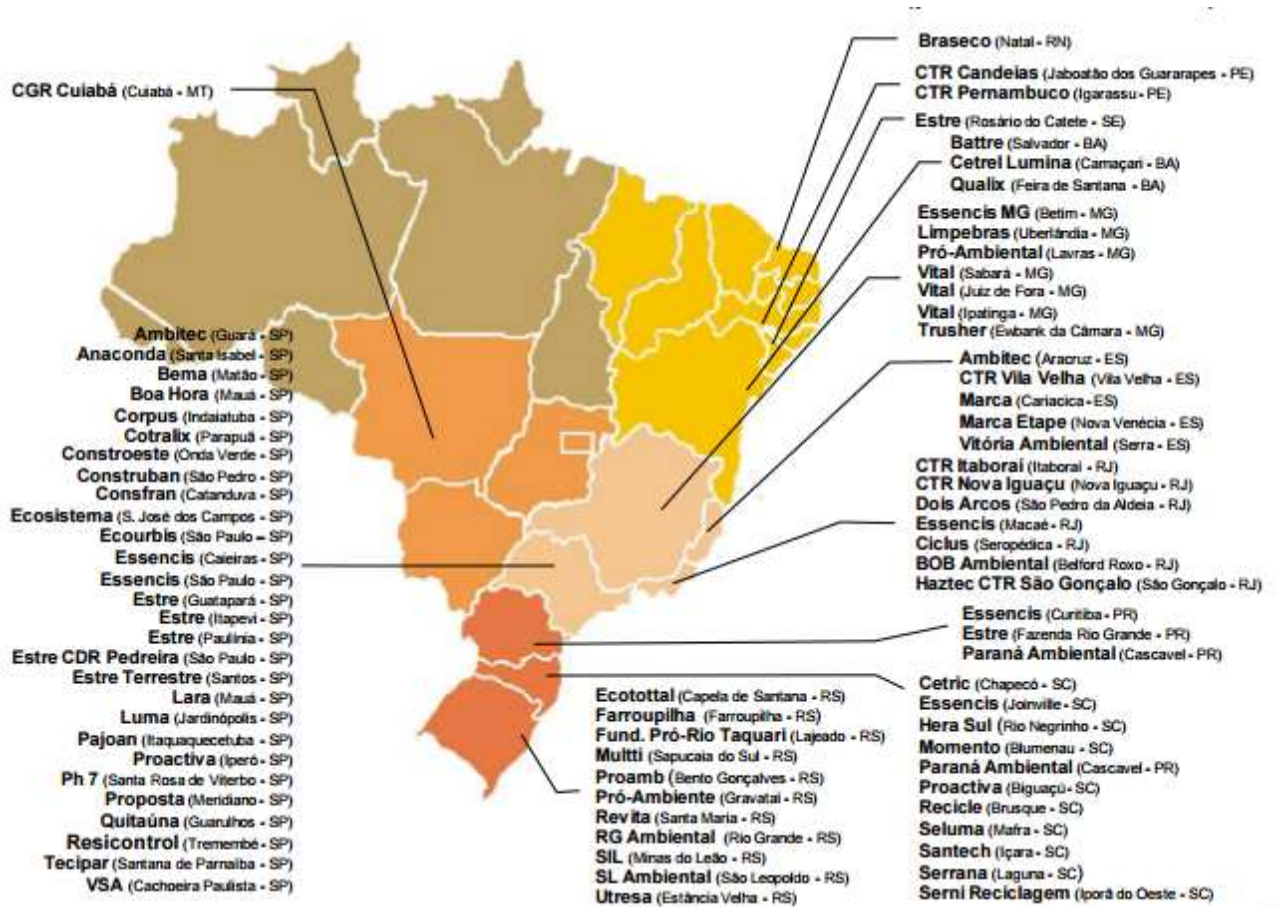 CGR Cuiabá (Cuiabá - MT)
Ambitec (Guará - SP)
Anaconda (Santa Isabel - SP)
Bema (Matão - SP)
Boa Hora (Mauá - SP)
Corpus (Indaiatuba - SP)
Cotralix (Parapuã - SP)
Constroeste (Onda Verde - SP)
Construban (São Pedro - SP)
Consfran (Catanduva - SP)
Ecosistema (S. José dos Campos - SP)
Ecourbis (São Paulo – SP)
Essencis (Caieiras - SP)
Essencis (São Paulo - SP)
Estre (Guatapará - SP)
Estre (Itapevi - SP)
Estre (Paulínia - SP)
Estre CDR Pedreira (São Paulo - SP)
Estre Terrestre (Santos - SP)
Lara (Mauá - SP)
Luma (Jardinópolis - SP)
Pajoan (Itaquaquecetuba - SP)
Proactiva (Iperó - SP)
Ph 7 (Santa Rosa de Viterbo - SP)
Proposta (Meridiano - SP)
Quitaúna (Guarulhos - SP)
Resicontrol (Tremembé - SP)
Tecipar (Santana de Parnaíba - SP)
VSA (Cachoeira Paulista - SP)
Braseco (Natal - RN)
CTR Candeias (Jaboatão dos Guararapes - PE)
CTR Pernambuco (Igarassu - PE)
Estre (Rosário do Catete - SE)
Battre (Salvador - BA)
Cetrel Lumina (Camaçari - BA)
Qualix (Feira de Santana - BA)
Essencis MG (Betim - MG)
Limpebras (Uberlândia - MG)
Pró-Ambiental (Lavras - MG)
Vital (Sabará - MG)
Vital (Juiz de Fora - MG)
Vital (Ipatinga - MG)
Trusher (Ewbank da Câmara - MG)
Ambitec (Aracruz - ES)
CTR Vila Velha (Vila Velha - ES)
Marca (Cariacica - ES)
Marca Etape (Nova Venécia - ES)
Vitória Ambiental (Serra - ES)
CTR Itaboraí (Itaboraí - RJ)
CTR Nova Iguaçu (Nova Iguaçu - RJ)
Dois Arcos (São Pedro da Aldeia - RJ)
Essencis (Macaé - RJ)
Ciclus (Seropédica - RJ)
BOB Ambiental (Belford Roxo - RJ)
Haztec CTR São Gonçalo (São Gonçalo - RJ)
Essencis (Curitiba - PR)
Estre (Fazenda Rio Grande - PR)
Paraná Ambiental (Cascavel - PR)
Ecotottal (Capela de Santana - RS)
Farroupilha (Farroupilha - RS)
Fund. Pró-Rio Taquari (Lajeado - RS)
Multti (Sapucaia do Sul - RS)
Proamb (Bento Gonçalves - RS)
Pró-Ambiente (Gravataí - RS)
Revita (Santa Maria - RS)
RG Ambiental (Rio Grande - RS)
SIL (Minas do Leão - RS)
SL Ambiental (São Leopoldo - RS)
Utresa (Estância Velha - RS)
Cetric (Chapecó - SC)
Essencis (Joinville - SC)
Hera Sul (Rio Negrinho - SC)
Momento (Blumenau - SC)
Paraná Ambiental (Cascavel - PR)
Proactiva (Biguaçú - SC)
Recicle (Brusque - SC)
Seluma (Mafra - SC)
Santech (Içara - SC)
Serrana (Laguna - SC)
Serni Reciclagem (Iporã do Oeste - SC)